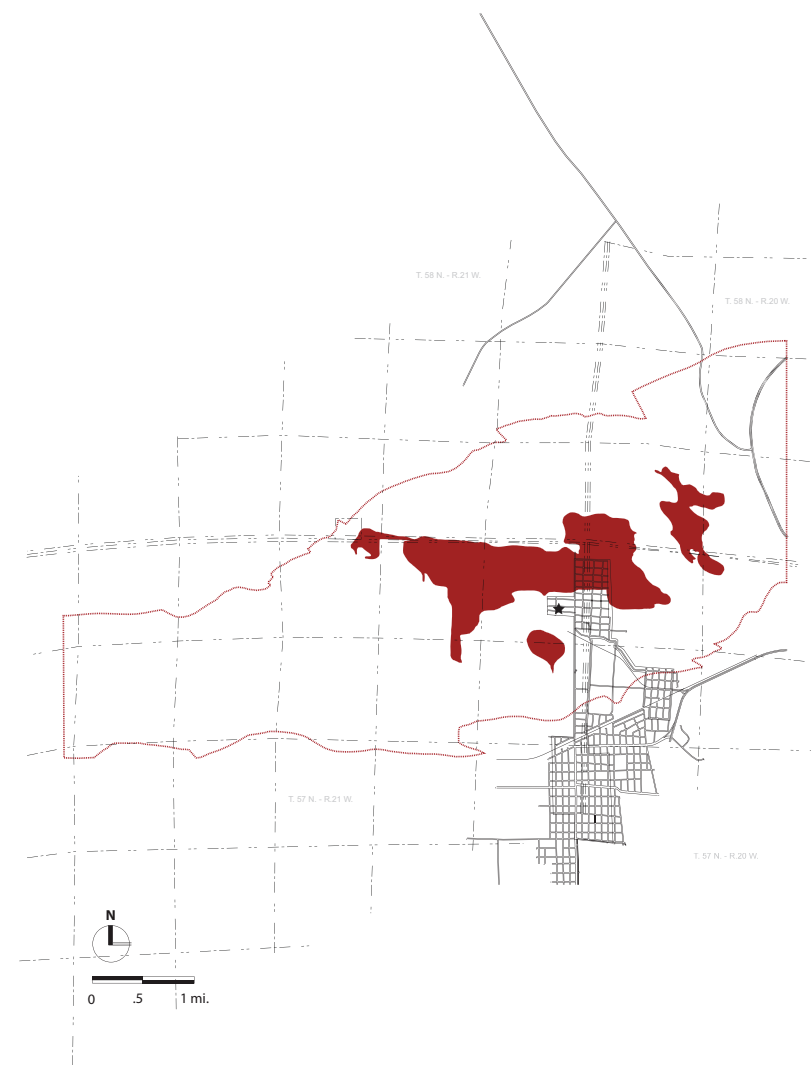 T. 58 N. - R.21 W.
T. 58 N. - R.20 W.
T. 57 N. - R.21 W.
T. 57 N. - R.20 W.
N
0 .5 1 mi.